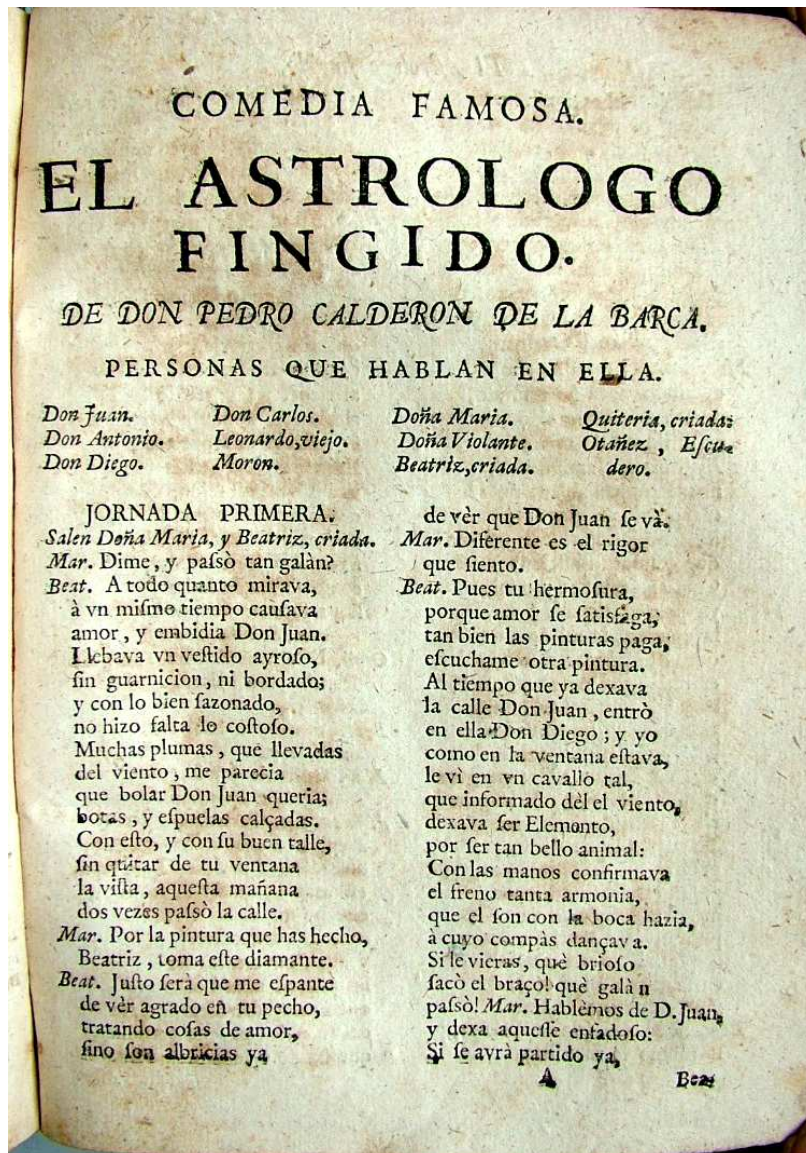 COMEDIA FAMOSA.
EL ASTROLOGO
FINGIDO.
DE DON PEDRO CALDERON DE LA BARCA.
PERSONAS QUE HABLAN EN ELLA.
Don Juan.
Don Antonio.
Don Diego.
Don Carlos.
Leonardo, viejo.
Moron.
Doña Maria.
Doña Violante.
Beatriz, criada.
Quiteria, criada:
Otañez, Eſcu-
dero.
JORNADA PRIMERA.
Salen Doña Maria, y Beatriz, criada.
Mar. Dime, y paſsò tan galàn?
Beat. A todo quanto mirava,
à vn miſmo tiempo cauſava
amor, y embidia Don Juan.
Llebava vn veſtido ayroſo,
ſin guarnicion, ni bordado;
y con lo bien ſazonado,
no hizo falta lo coſtoſo.
Muchas plumas, que llevadas
del viento, me parecia
que bolar Don Juan queria;
botas, y eſpuelas calçadas.
Con eſto, y con ſu buen talle,
ſin quitar de tu ventana
la viſta, aqueſta mañana
dos vezes paſsò la calle.
Mar. Por la pintura que has hecho,
Beatriz, toma eſte diamante.
Beat. Juſto ſerà que me eſpante
de vèr agrado en tu pecho,
tratando coſas de amor,
ſino ſon albricias ya
de vèr que Don Juan ſe và.
Mar. Diferente es el rigor
que ſiento.
Beat. Pues tu hermoſura,
porque amor ſe ſatisfaga,
tan bien las pinturas paga,
eſcuchame otra pintura.
Al tiempo que ya dexava
la calle Don Juan, entrò
en ella Don Diego; y yo
como en la ventana eſtava,
le vì en vn cavallo tal,
que informado dèl el viento,
dexava ſer Elemonto,
por ſer tan bello animal:
Con las manos confirmava
el freno tanta armonia,
que el ſon con la boca hazia,
à cuyo compàs dançava.
Si le vieras, què brioſo
ſacò el braço! què galàn
paſsò! Mar. Hablèmos de D. Juan,
y dexa aqueſſe enfadoſo:
Si ſe avrà partido ya,
A
Bea-